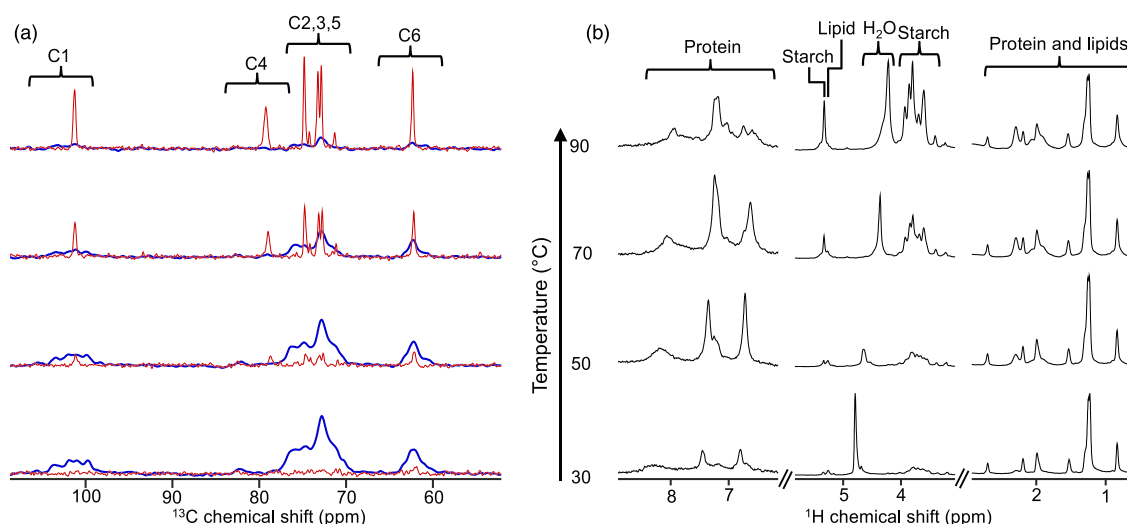 (a)
C1
C4
C2,3,5
C6
100
90
80
70
60
¹³C chemical shift (ppm)
(b)
Protein
Starch
Lipid
H₂O
Starch
Protein and lipids
Temperature (°C)
90
70
50
30
8
7
5
4
2
1
¹H chemical shift (ppm)